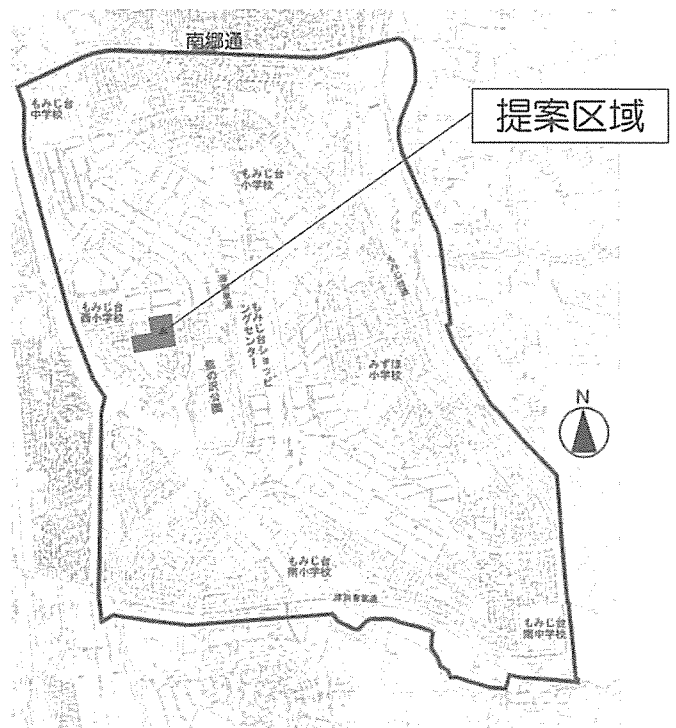 南郷通
もみじ台
中学校
提案区域
もみじ台
小学校
もみじ台
西小学校
もみじ台ショッピ
ングセンター
みずほ
小学校
N
もみじ台
南小学校
もみじ台
南中学校